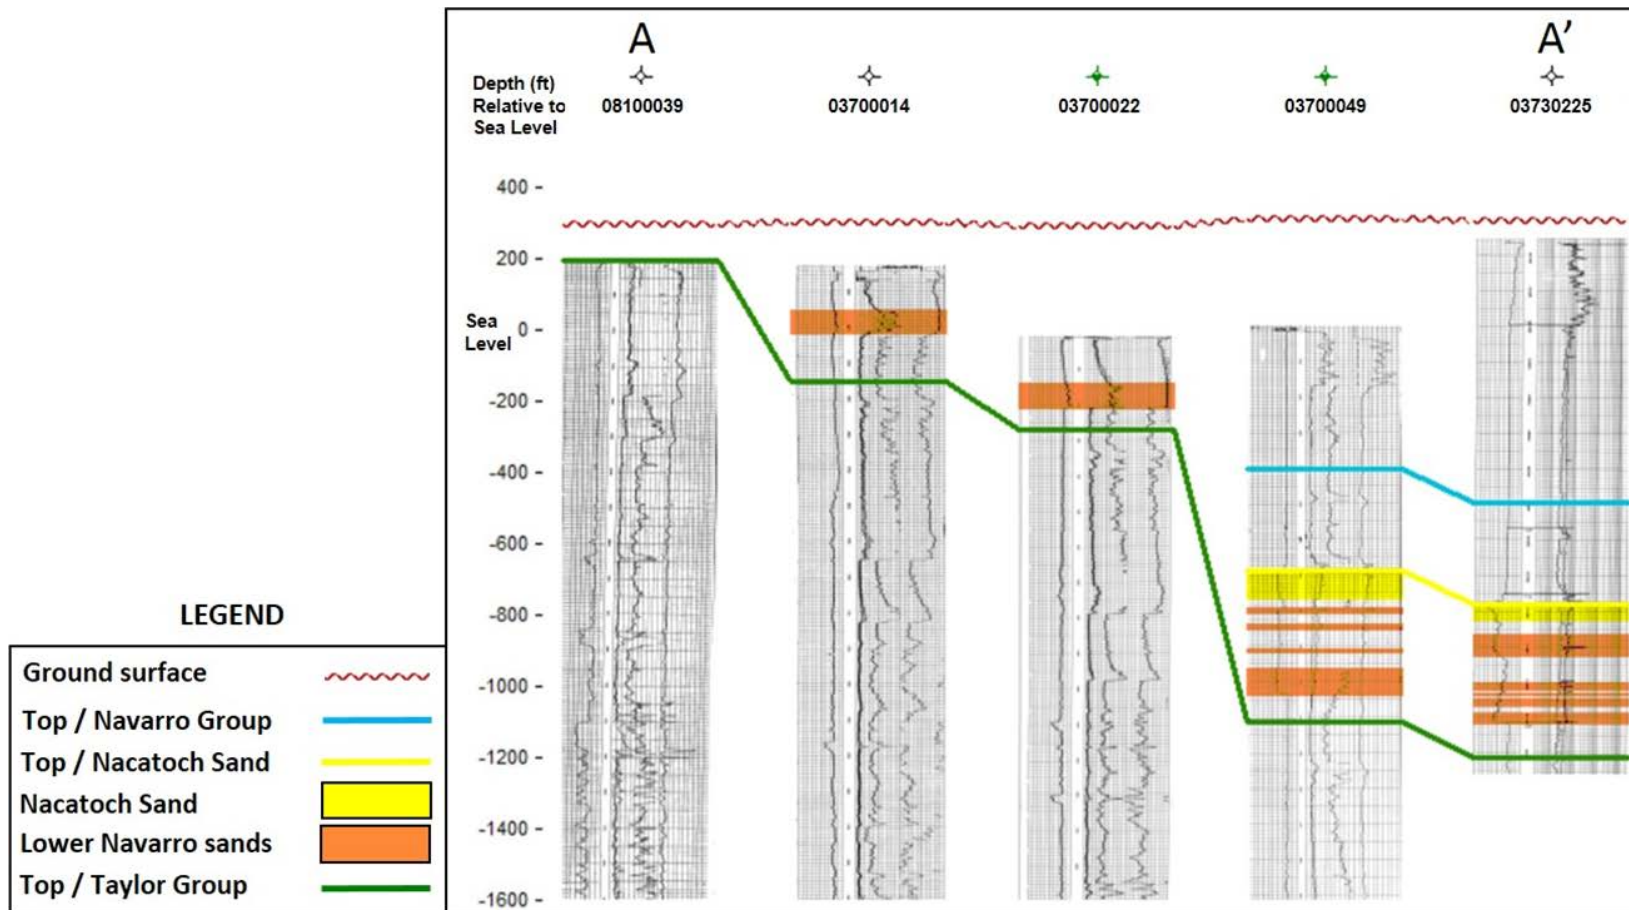 A
A’
Depth (ft)
Relative to
Sea Level
08100039
03700014
03700022
03700049
03730225
400 -
200 -
Sea
Level
0 -
-200 -
-400 -
-600 -
-800 -
-1000 -
-1200 -
-1400 -
-1600 -
LEGEND
Ground surface
Top / Navarro Group
Top / Nacatoch Sand
Nacatoch Sand
Lower Navarro sands
Top / Taylor Group